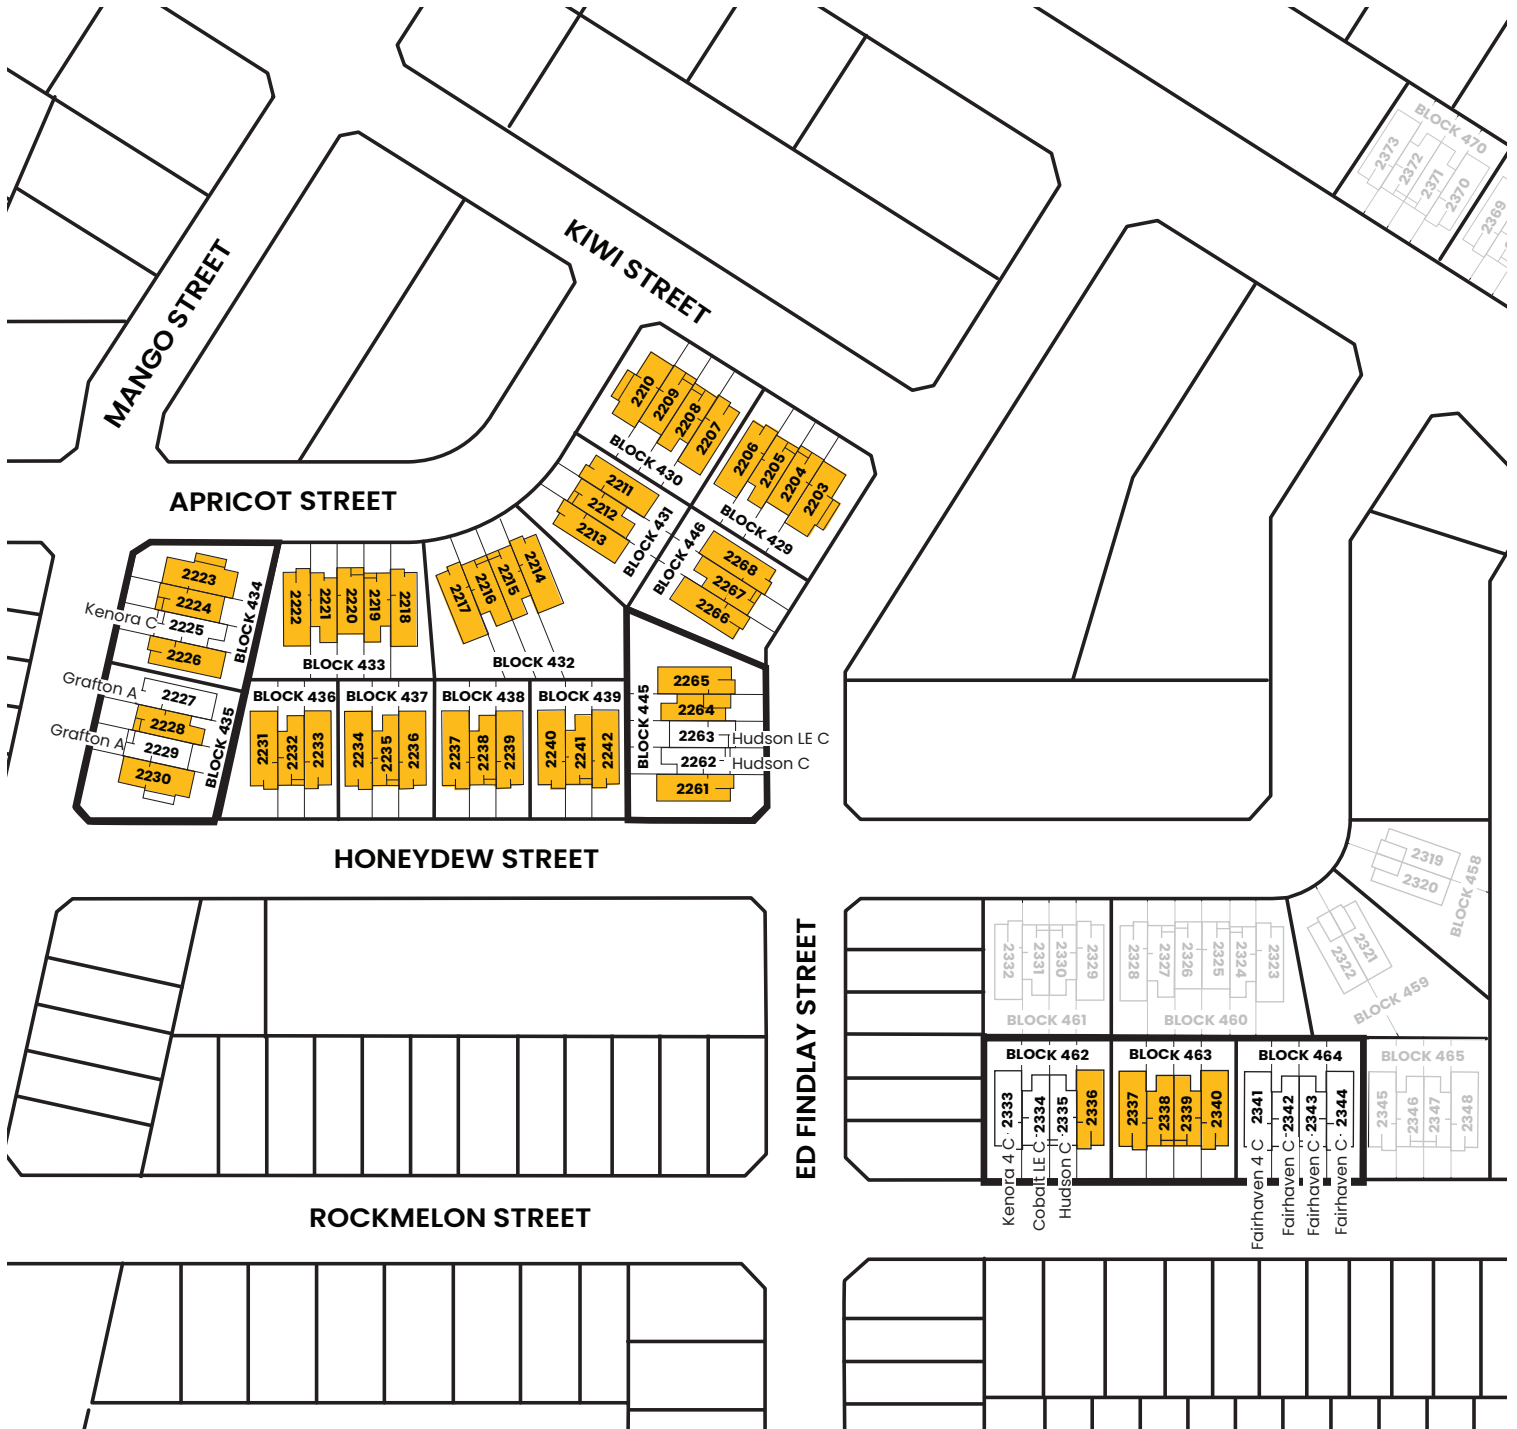 BLOCK 470
2373
2372
2371
2370
2369
KIWI STREET
MANGO STREET
APRICOT STREET
2210
2209
2208
2207
BLOCK 430
2206
2205
2204
2203
BLOCK 429
2211
2212
2213
BLOCK 431
BLOCK 446
2268
2267
2266
2223
2224
Kenora C
2225
2226
BLOCK 434
Grafton A
2227
2228
Grafton A
2229
2230
BLOCK 435
2222
2221
2220
2219
2218
BLOCK 433
2217
2216
2215
2214
BLOCK 432
BLOCK 436
2231
2232
2233
BLOCK 437
2234
2235
2236
BLOCK 438
2237
2238
2239
BLOCK 439
2240
2241
2242
BLOCK 445
2265
2264
2263
Hudson LE C
2262
Hudson C
2261
HONEYDEW STREET
ED FINDLAY STREET
2319
2320
BLOCK 458
2321
2322
BLOCK 459
2332
2331
2330
2329
BLOCK 461
2328
2327
2326
2325
2324
2323
BLOCK 460
BLOCK 462
2333
2334
2335
2336
Kenora 4 C
Cobalt LE C
Hudson C
BLOCK 463
2337
2338
2339
2340
BLOCK 464
2341
2342
2343
2344
Fairhaven 4 C
Fairhaven C
Fairhaven C
Fairhaven C
BLOCK 465
2345
2346
2347
2348
ROCKMELON STREET